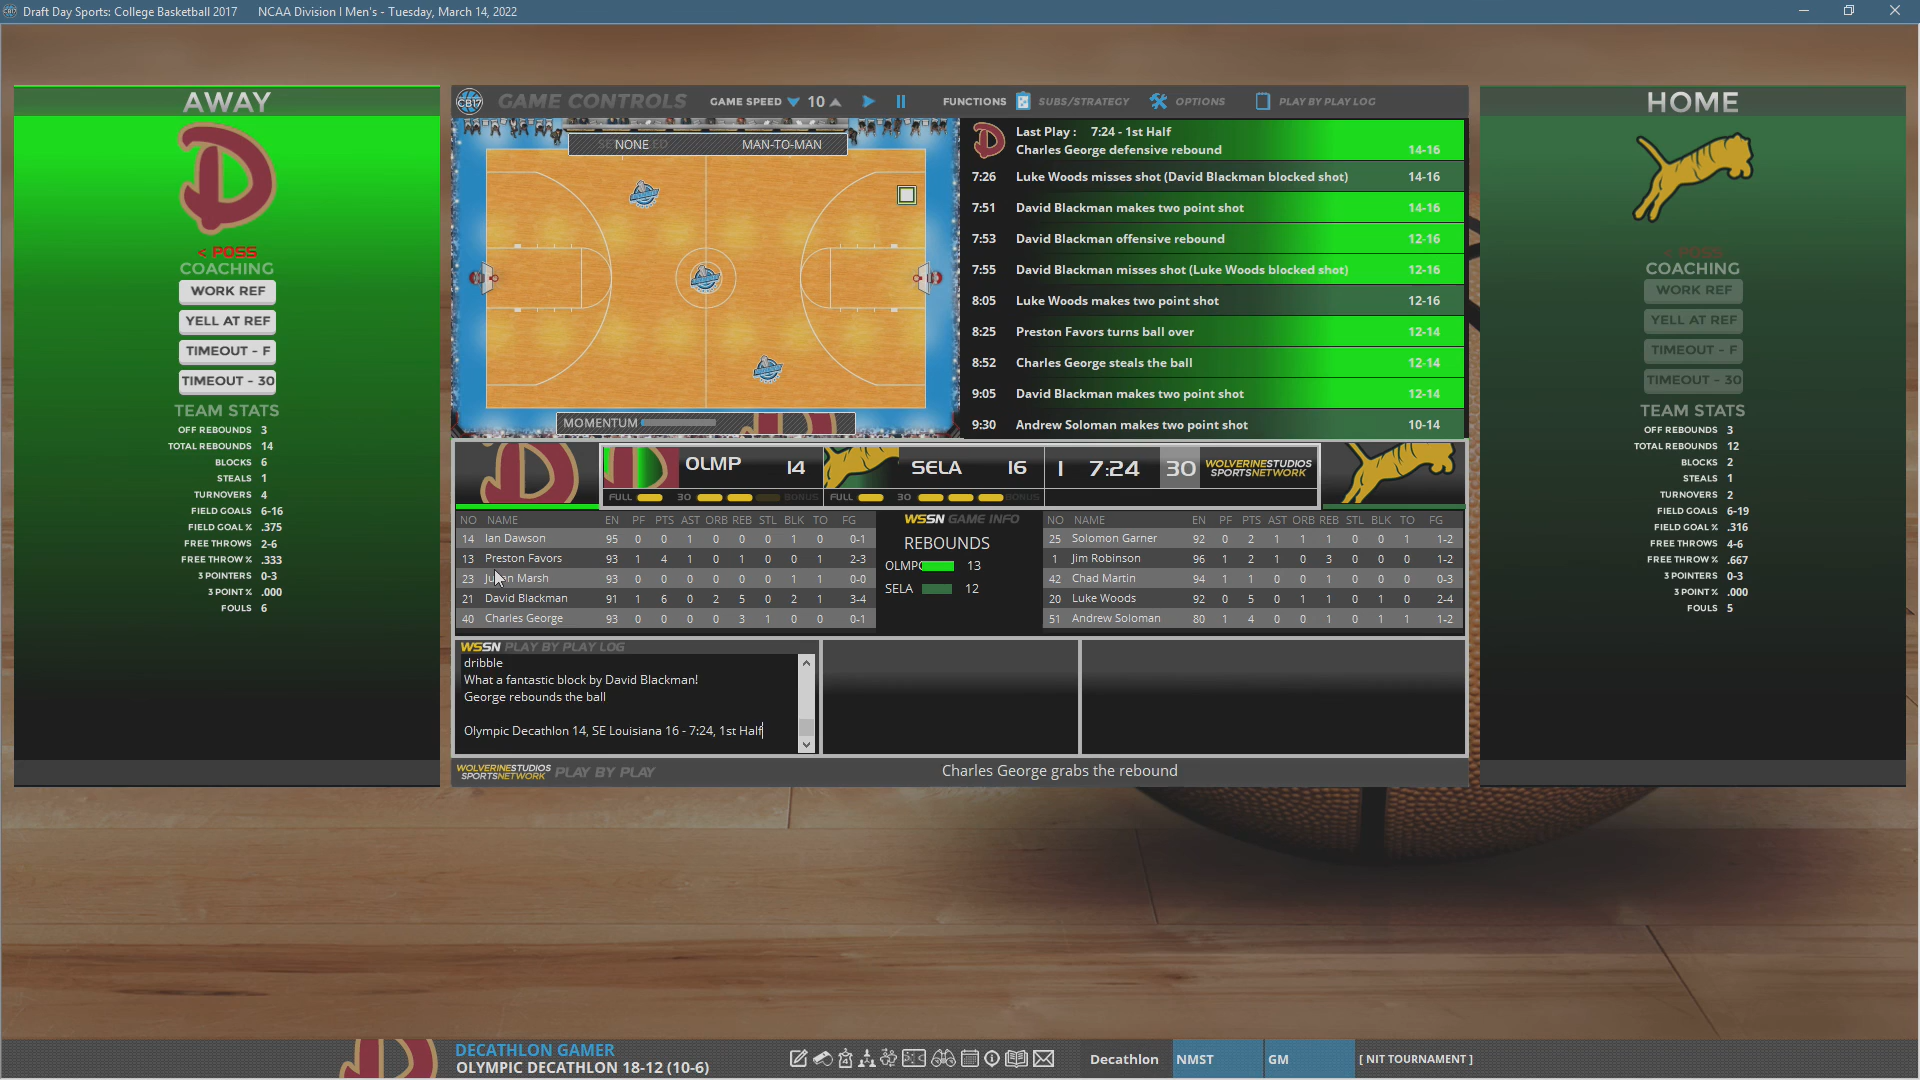 Draft Day Sports: College Basketball 2017 NCAA Division I Men's - Tuesday, March 14, 2022
AWAY
D
< POSS
COACHING
WORK REF
YELL AT REF
TIMEOUT - F
TIMEOUT - 30
TEAM STATS
OFF REBOUNDS 3
TOTAL REBOUNDS 14
BLOCKS 6
STEALS 1
TURNOVERS 4
FIELD GOALS 6-16
FIELD GOAL % .375
FREE THROWS 2-6
FREE THROW % .333
3 POINTERS 0-3
3 POINT % .000
FOULS 6
CB17 GAME CONTROLS GAME SPEED 10 FUNCTIONS SUBS/STRATEGY OPTIONS PLAY BY PLAY LOG
NONE MAN-TO-MAN
MOMENTUM
D Last Play : 7:24 - 1st Half
Charles George defensive rebound 14-16
7:26 Luke Woods misses shot (David Blackman blocked shot) 14-16
7:51 David Blackman makes two point shot 14-16
7:53 David Blackman offensive rebound 12-16
7:55 David Blackman misses shot (Luke Woods blocked shot) 12-16
8:05 Luke Woods makes two point shot 12-16
8:25 Preston Favors turns ball over 12-14
8:52 Charles George steals the ball 12-14
9:05 David Blackman makes two point shot 12-14
9:30 Andrew Soloman makes two point shot 10-14
OLMP 14 SELA 16 1 7:24 30 WOLVERINESTUDIOS SPORTSNETWORK
FULL 30 BONUS FULL 30 BONUS
NO NAME EN PF PTS AST ORB REB STL BLK TO FG
14 Ian Dawson 95 0 0 1 0 0 0 1 0 0-1
13 Preston Favors 93 1 4 1 0 1 0 0 1 2-3
23 Marsh 93 0 0 0 0 0 0 1 1 0-0
21 David Blackman 91 1 6 0 2 5 0 2 1 3-4
40 Charles George 93 0 0 0 0 3 1 0 0 0-1
WSSN GAME INFO
REBOUNDS
OLMPC 13
SELA 12
NO NAME EN PF PTS AST ORB REB STL BLK TO FG
25 Solomon Garner 92 0 2 1 1 1 0 0 1 1-2
1 Jim Robinson 96 1 2 1 0 3 0 0 0 1-2
42 Chad Martin 94 1 1 1 0 0 0 0 0 0-3
20 Luke Woods 92 0 5 0 1 1 0 1 0 2-4
51 Andrew Soloman 80 1 4 0 0 1 0 1 1 1-2
WSSN PLAY BY PLAY LOG
dribble
What a fantastic block by David Blackman!
George rebounds the ball
Olympic Decathlon 14, SE Louisiana 16 - 7:24, 1st Half
WOLVERINESTUDIOS SPORTSNETWORK PLAY BY PLAY Charles George grabs the rebound
HOME
< POSS
COACHING
WORK REF
YELL AT REF
TIMEOUT - F
TIMEOUT - 30
TEAM STATS
OFF REBOUNDS 3
TOTAL REBOUNDS 12
BLOCKS 2
STEALS 1
TURNOVERS 2
FIELD GOALS 6-19
FIELD GOAL % .316
FREE THROWS 4-6
FREE THROW % .667
3 POINTERS 0-3
3 POINT % .000
FOULS 5
DECATHLON GAMER
OLYMPIC DECATHLON 18-12 (10-6)
Decathlon NMST GM [ NIT TOURNAMENT ]